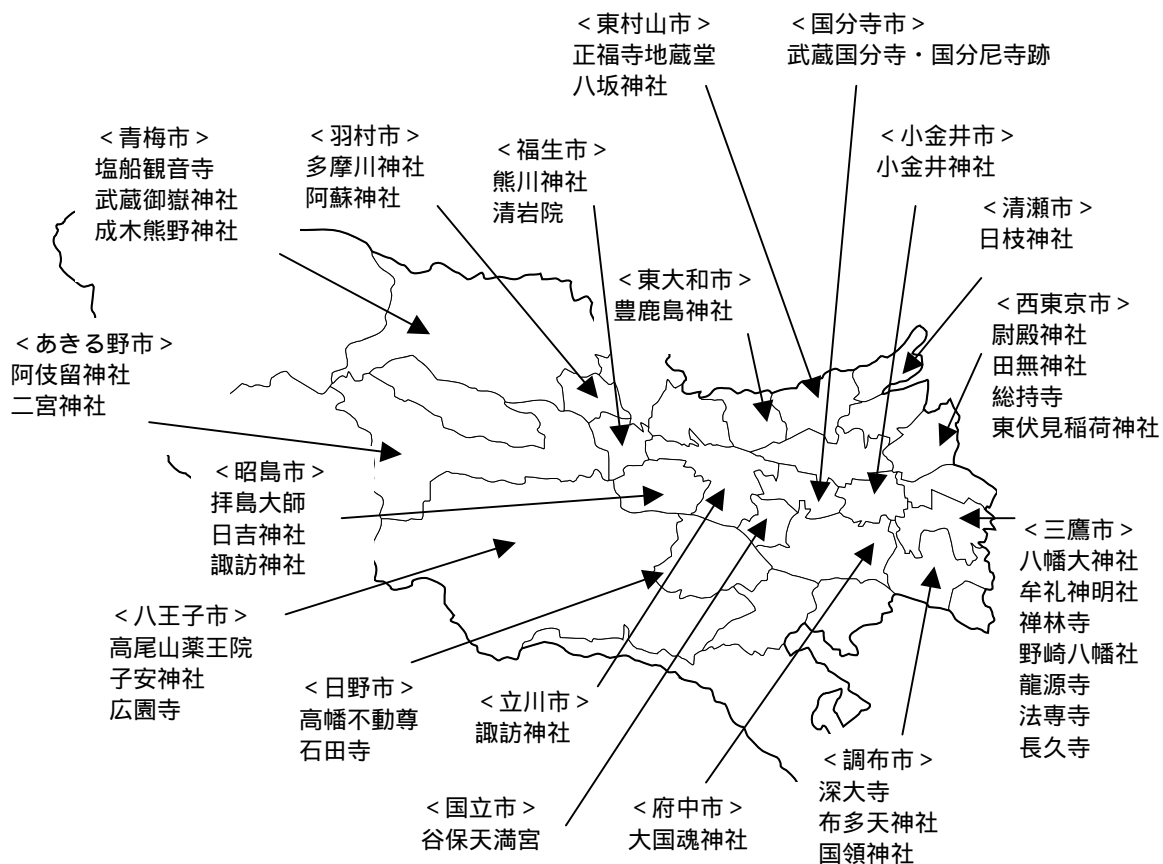 <東村山市>
正福寺地蔵堂
八坂神社
<国分寺市>
武蔵国分寺・国分尼寺跡
<青梅市>
塩船観音寺
武蔵御嶽神社
成木熊野神社
<羽村市>
多摩川神社
阿蘇神社
<福生市>
熊川神社
清岩院
<小金井市>
小金井神社
<清瀬市>
日枝神社
<東大和市>
豊鹿島神社
<西東京市>
尉殿神社
田無神社
総持寺
東伏見稲荷神社
<あきる野市>
阿伎留神社
二宮神社
<昭島市>
拝島大師
日吉神社
諏訪神社
<三鷹市>
八幡大神社
牟礼神明社
禅林寺
野崎八幡社
龍源寺
法専寺
長久寺
<八王子市>
高尾山薬王院
子安神社
広園寺
<日野市>
高幡不動尊
石田寺
<立川市>
諏訪神社
<調布市>
深大寺
布多天神社
国領神社
<国立市>
谷保天満宮
<府中市>
大国魂神社